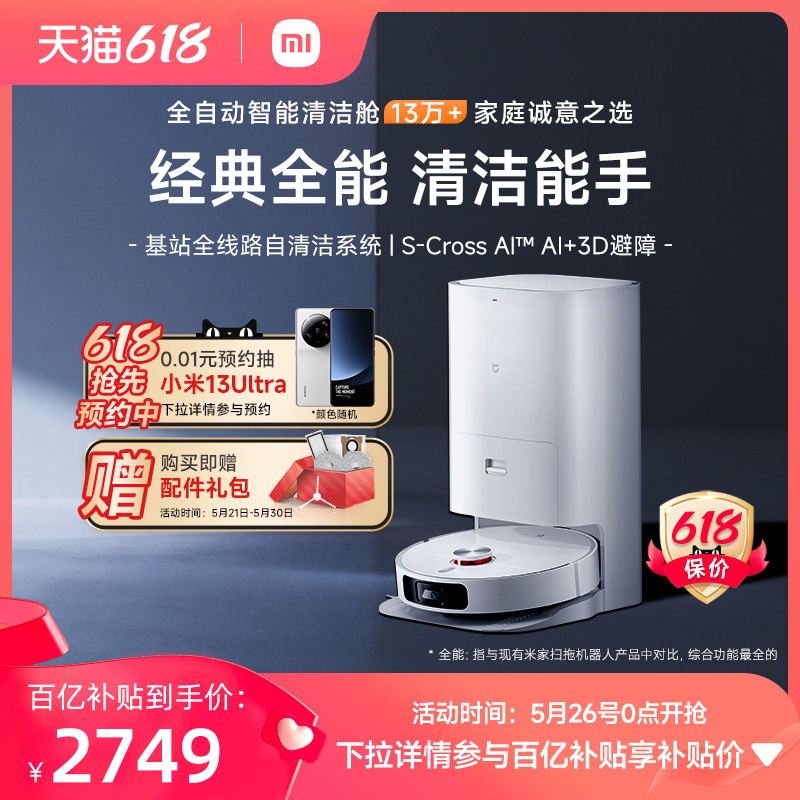 天猫618
mi
全自动智能清洁舱 13万+ 家庭诚意之选
经典全能 清洁能手
- 基站全线路自清洁系统 | S-Cross AI™ AI+3D避障 -
618
抢先
预约中
0.01元预约抽
小米13Ultra
下拉详情参与预约
CAPTURE
THE MOMENT
*颜色随机
赠
购买即赠
配件礼包
活动时间：5月21日-5月30日
618
保价
* 全能：指与现有米家扫拖机器人产品中对比，综合功能最全的
百亿补贴到手价：
¥2749
活动时间：5月26号0点开抢
下拉详情参与百亿补贴享补贴价